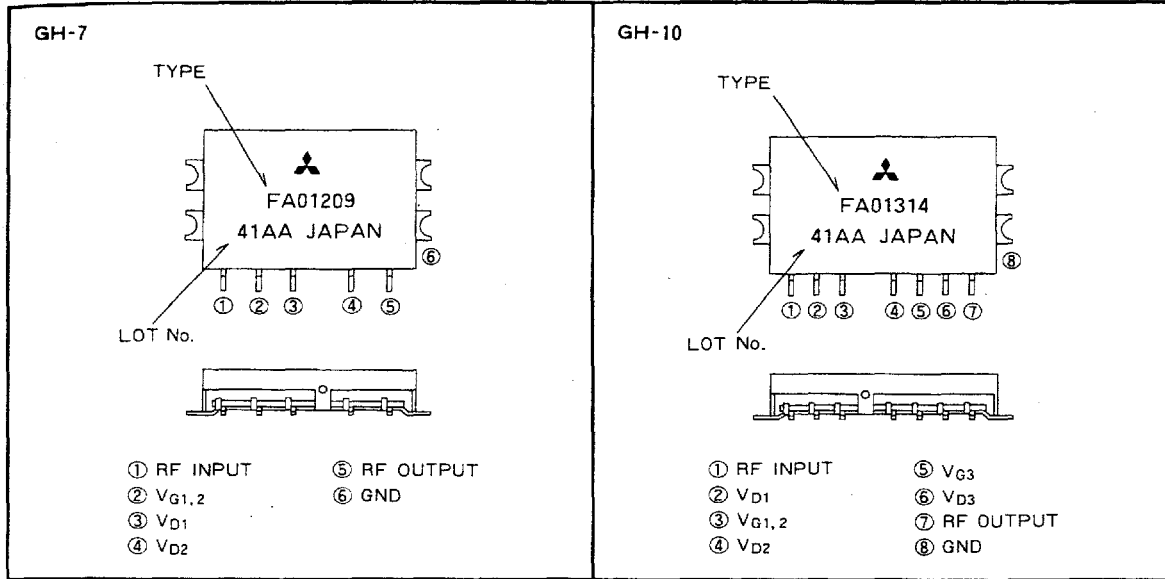 GH-7
TYPE
FA01209
41AA JAPAN
⑥
① ② ③ ④ ⑤
LOT No.
① RF INPUT
② VG1,2
③ VD1
④ VD2
⑤ RF OUTPUT
⑥ GND
GH-10
TYPE
FA01314
41AA JAPAN
⑧
① ② ③ ④ ⑤ ⑥ ⑦
LOT No.
① RF INPUT
② VD1
③ VG1,2
④ VD2
⑤ VG3
⑥ VD3
⑦ RF OUTPUT
⑧ GND